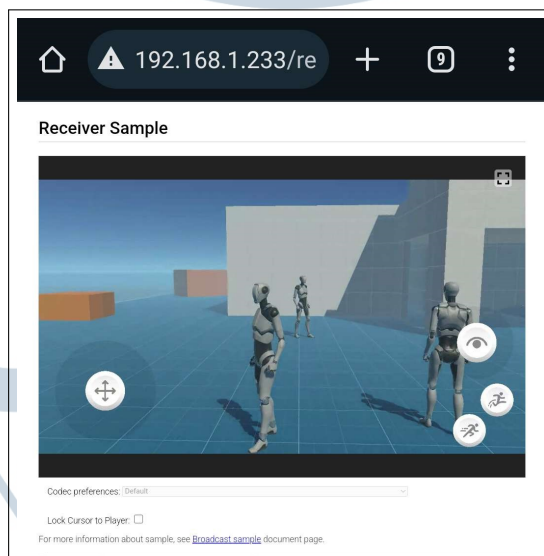 192.168.1.233/re
9
Receiver Sample
Codec preferences: Default
Lock Cursor to Player:
For more information about sample, see Broadcast sample document page.